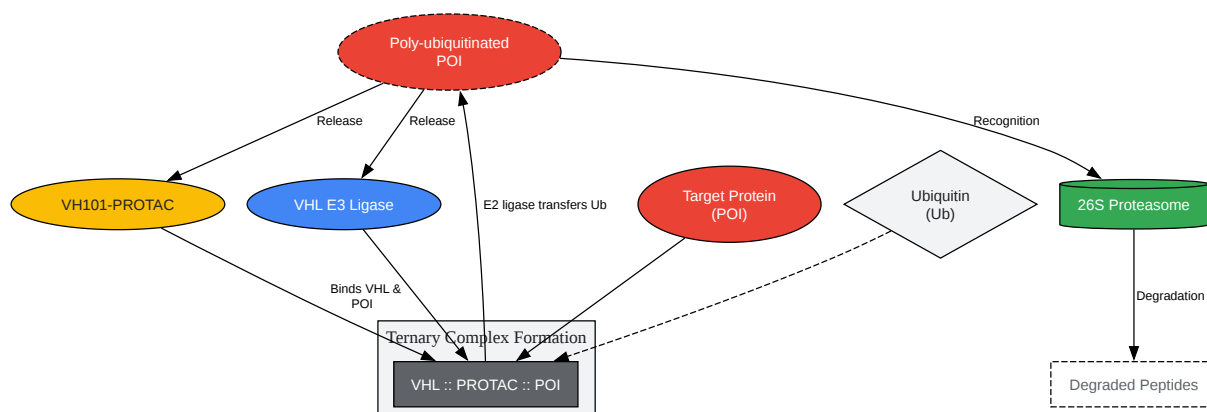 Poly-ubiquitinated
POI
Release
Release
Recognition
VH101-PROTAC
VHL E3 Ligase
E2 ligase transfers Ub
Target Protein
(POI)
Ubiquitin
(Ub)
26S Proteasome
Binds VHL &
POI
Degradation
Ternary Complex Formation
VHL :: PROTAC :: POI
Degraded Peptides